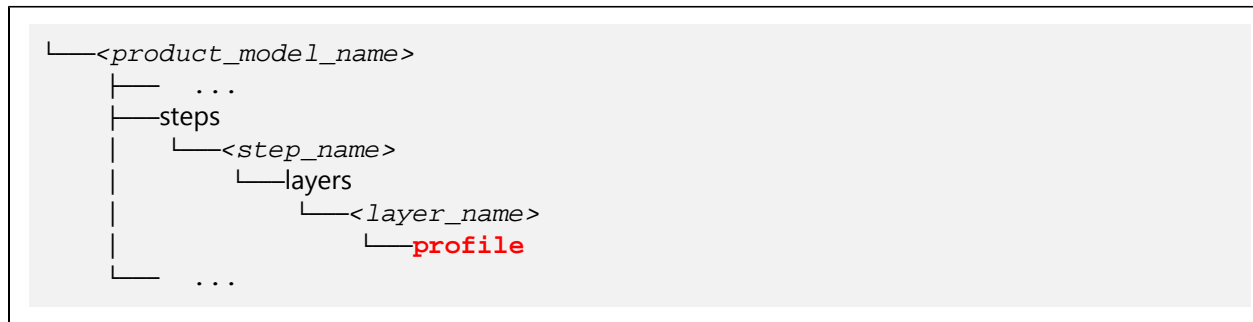 └──<product_model_name>
    ├── ...
    ├──steps
    │   └──<step_name>
    │       └──layers
    │           └──<layer_name>
    │               └──profile
    └── ...